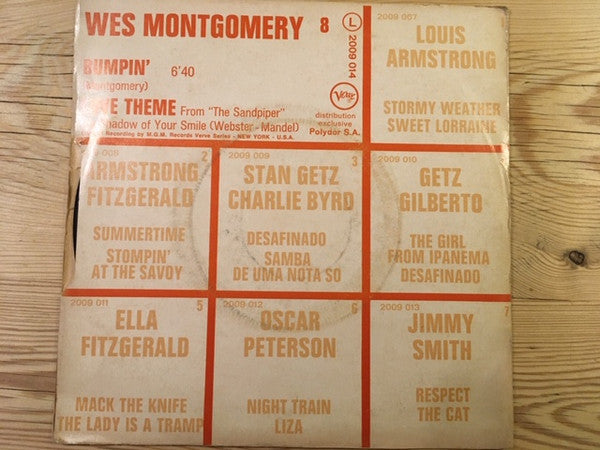 WES MONTGOMERY 8
L
2009 014
BUMPIN' 6'40
Montgomery)
THEME From "The Sandpiper"
Shadow of Your Smile (Webster - Mandel)
Recording by M.G.M. Records Verve Series - NEW YORK - U.S.A.
Verve
distribution
exclusive
Polydor S.A.
2009 007
LOUIS
ARMSTRONG
STORMY WEATHER
SWEET LORRAINE
008 2
ARMSTRONG
FITZGERALD
SUMMERTIME
STOMPIN'
AT THE SAVOY
2009 009 3
STAN GETZ
CHARLIE BYRD
DESAFINADO
SAMBA
DE UMA NOTA SO
2009 010
GETZ
GILBERTO
THE GIRL
FROM IPANEMA
DESAFINADO
2009 011 5
ELLA
FITZGERALD
MACK THE KNIFE
THE LADY IS A TRAMP
2009 012 6
OSCAR
PETERSON
NIGHT TRAIN
LIZA
2009 013 7
JIMMY
SMITH
RESPECT
THE CAT